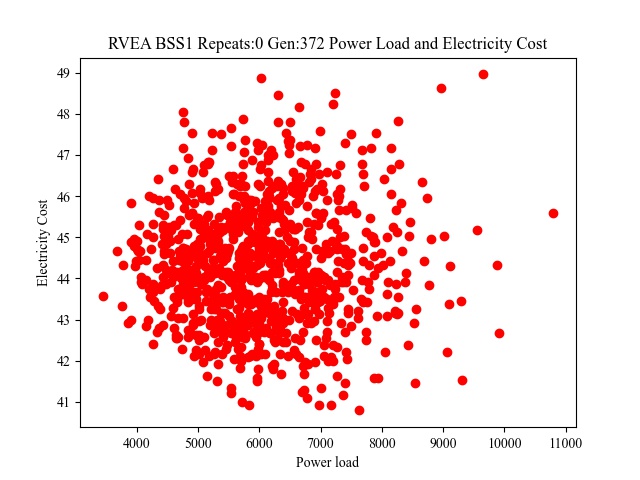 RVEA BSS1 Repeats:0 Gen:372 Power Load and Electricity Cost
49
48
47
46
45
44
43
42
41
Electricity Cost
4000 5000 6000 7000 8000 9000 10000 11000
Power load